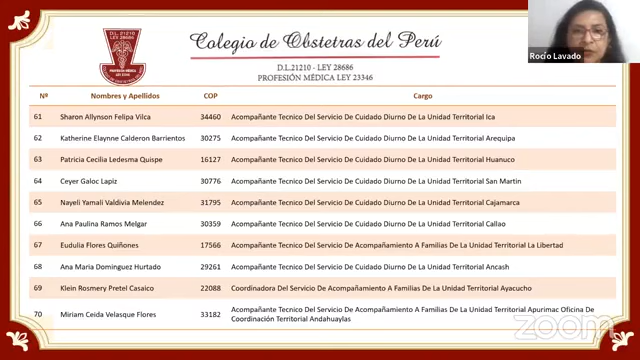 D.L. 21210
LEY 28686
PROFESIÓN MÉDICA
LEY 23346
Colegio de Obstetras del Perú
D.L.21210 - LEY 28686
PROFESIÓN MÉDICA LEY 23346
Rocío Lavado
Nº Nombres y Apellidos COP Cargo
61 Sharon Allynson Felipa Vilca 34460 Acompañante Tecnico Del Servicio De Cuidado Diurno De La Unidad Territorial Ica
62 Katherine Elaynne Calderon Barrientos 30275 Acompañante Tecnico Del Servicio De Cuidado Diurno De La Unidad Territorial Arequipa
63 Patricia Cecilia Ledesma Quispe 16127 Acompañante Tecnico Del Servicio De Cuidado Diurno De La Unidad Territorial Huanuco
64 Ceyer Galoc Lapiz 30776 Acompañante Tecnico Del Servicio De Cuidado Diurno De La Unidad Territorial San Martin
65 Nayeli Yamali Valdivia Melendez 31795 Acompañante Tecnico Del Servicio De Cuidado Diurno De La Unidad Territorial Cajamarca
66 Ana Paulina Ramos Melgar 30359 Acompañante Tecnico Del Servicio De Cuidado Diurno De La Unidad Territorial Callao
67 Eudulia Flores Quiñones 17566 Acompañante Tecnico Del Servicio De Acompañamiento A Familias De La Unidad Territorial La Libertad
68 Ana Maria Dominguez Hurtado 29261 Acompañante Tecnico Del Servicio De Cuidado Diurno De La Unidad Territorial Ancash
69 Klein Rosmery Pretel Casaico 22088 Coordinadora Del Servicio De Acompañamiento A Familias De La Unidad Territorial Ayacucho
70 Miriam Ceida Velasque Flores 33182 Acompañante Tecnico Del Servicio De Acompañamiento A Familias De La Unidad Territorial Apurimac Oficina De
Coordinación Territorial Andahuaylas
zoom